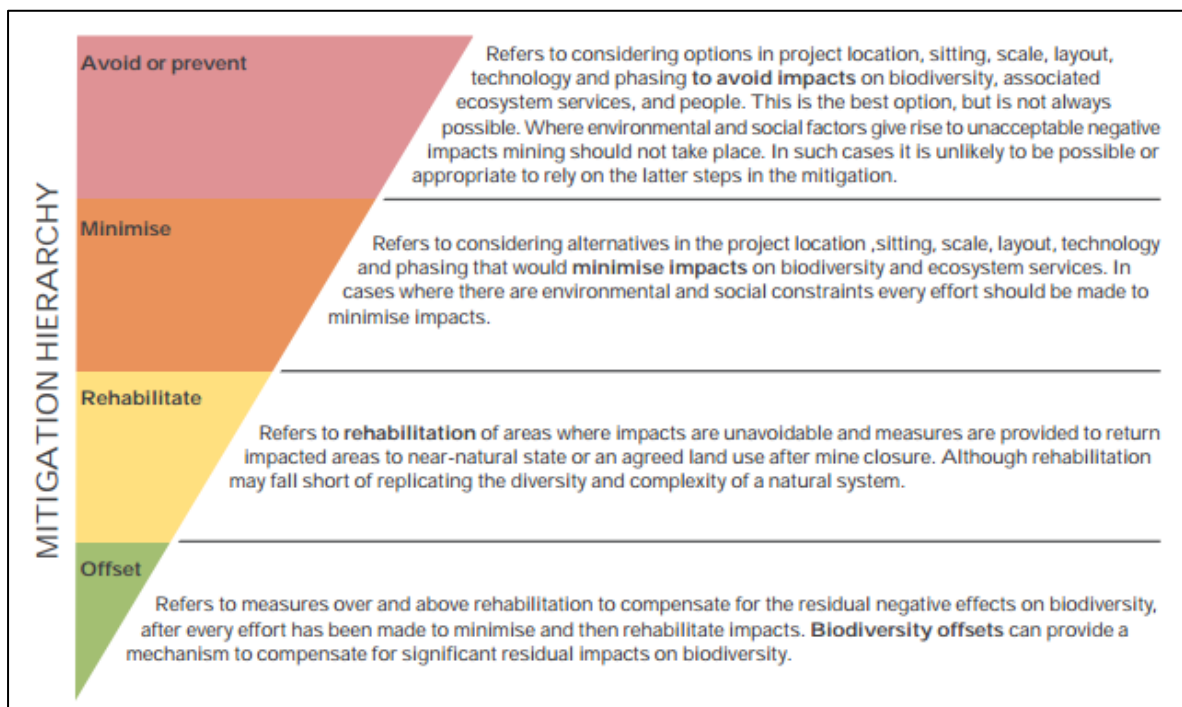 MITIGATION HIERARCHY
Avoid or prevent
Refers to considering options in project location, sitting, scale, layout,
technology and phasing to avoid impacts on biodiversity, associated
ecosystem services, and people. This is the best option, but is not always
possible. Where environmental and social factors give rise to unacceptable negative
impacts mining should not take place. In such cases it is unlikely to be possible or
appropriate to rely on the latter steps in the mitigation.
Minimise
Refers to considering alternatives in the project location ,sitting, scale, layout, technology
and phasing that would minimise impacts on biodiversity and ecosystem services. In
cases where there are environmental and social constraints every effort should be made to
minimise impacts.
Rehabilitate
Refers to rehabilitation of areas where impacts are unavoidable and measures are provided to return
impacted areas to near-natural state or an agreed land use after mine closure. Although rehabilitation
may fall short of replicating the diversity and complexity of a natural system.
Offset
Refers to measures over and above rehabilitation to compensate for the residual negative effects on biodiversity,
after every effort has been made to minimise and then rehabilitate impacts. Biodiversity offsets can provide a
mechanism to compensate for significant residual impacts on biodiversity.